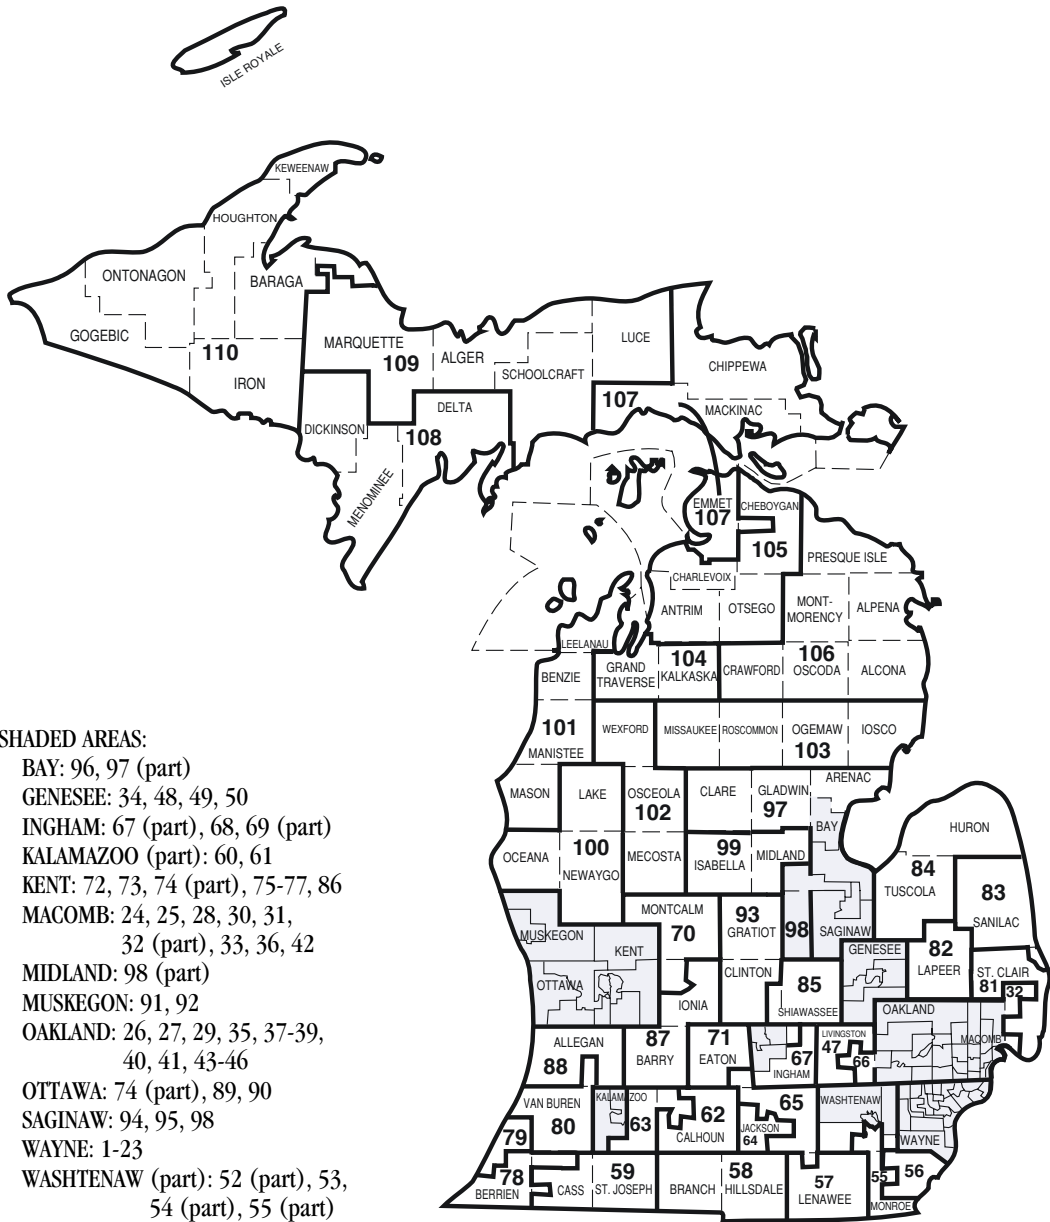 ISLE ROYALE
KEWEENAW
HOUGHTON
ONTONAGON
BARAGA
GOGEBIC
110
IRON
MARQUETTE
109
ALGER
LUCE
SCHOOLCRAFT
CHIPPEWA
107
MACKINAC
DICKINSON
DELTA
108
MENOMINEE
EMMET
107
CHEBOYGAN
105
PRESQUE ISLE
CHARLEVOIX
ANTRIM
OTSEGO
MONT-
MORENCY
ALPENA
LEELANAU
BENZIE
GRAND
TRAVERSE
104
KALKASKA
CRAWFORD
106
OSCODA
ALCONA
101
MANISTEE
WEXFORD
MISSAUKEE
ROSCOMMON
OGEMAW
103
IOSCO
MASON
LAKE
OSCEOLA
102
CLARE
GLADWIN
97
ARENAC
BAY
HURON
OCEANA
100
NEWAYGO
MECOSTA
99
ISABELLA
MIDLAND
84
TUSCOLA
83
SANILAC
MUSKEGON
MONTCALM
70
93
GRATIOT
98
SAGINAW
KENT
GENESEE
82
LAPEER
OTTAWA
IONIA
CLINTON
85
SHIAWASSEE
ST. CLAIR
81
32
OAKLAND
MACOMB
ALLEGAN
88
87
BARRY
71
EATON
67
INGHAM
LIVINGSTON
47
66
VAN BUREN
80
KALAMAZOO
63
62
CALHOUN
65
JACKSON
64
WASHTENAW
WAYNE
79
78
BERRIEN
CASS
59
ST. JOSEPH
BRANCH
58
HILLSDALE
57
LENAWEE
55
56
MONROE
SHADED AREAS:
BAY: 96, 97 (part)
GENESEE: 34, 48, 49, 50
INGHAM: 67 (part), 68, 69 (part)
KALAMAZOO (part): 60, 61
KENT: 72, 73, 74 (part), 75-77, 86
MACOMB: 24, 25, 28, 30, 31,
32 (part), 33, 36, 42
MIDLAND: 98 (part)
MUSKEGON: 91, 92
OAKLAND: 26, 27, 29, 35, 37-39,
40, 41, 43-46
OTTAWA: 74 (part), 89, 90
SAGINAW: 94, 95, 98
WAYNE: 1-23
WASHTENAW (part): 52 (part), 53,
54 (part), 55 (part)